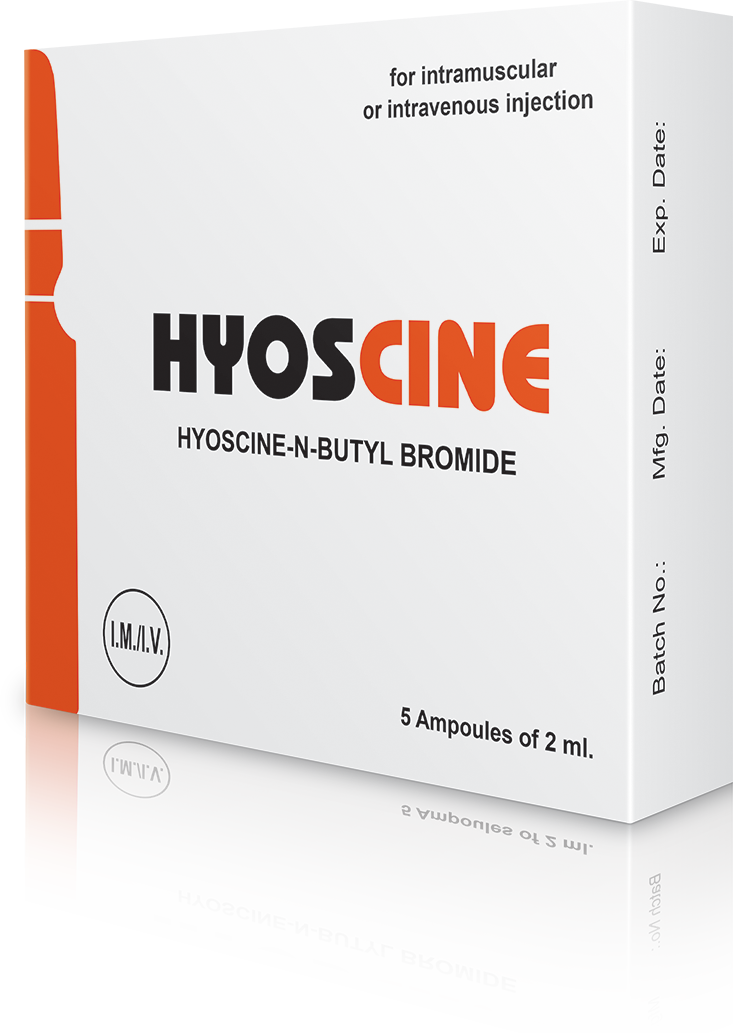 for intramuscular
or intravenous injection
HYOSCINE
HYOSCINE-N-BUTYL BROMIDE
I.M./I.V.
5 Ampoules of 2 ml.
Exp. Date:
Mfg. Date:
Batch No.: